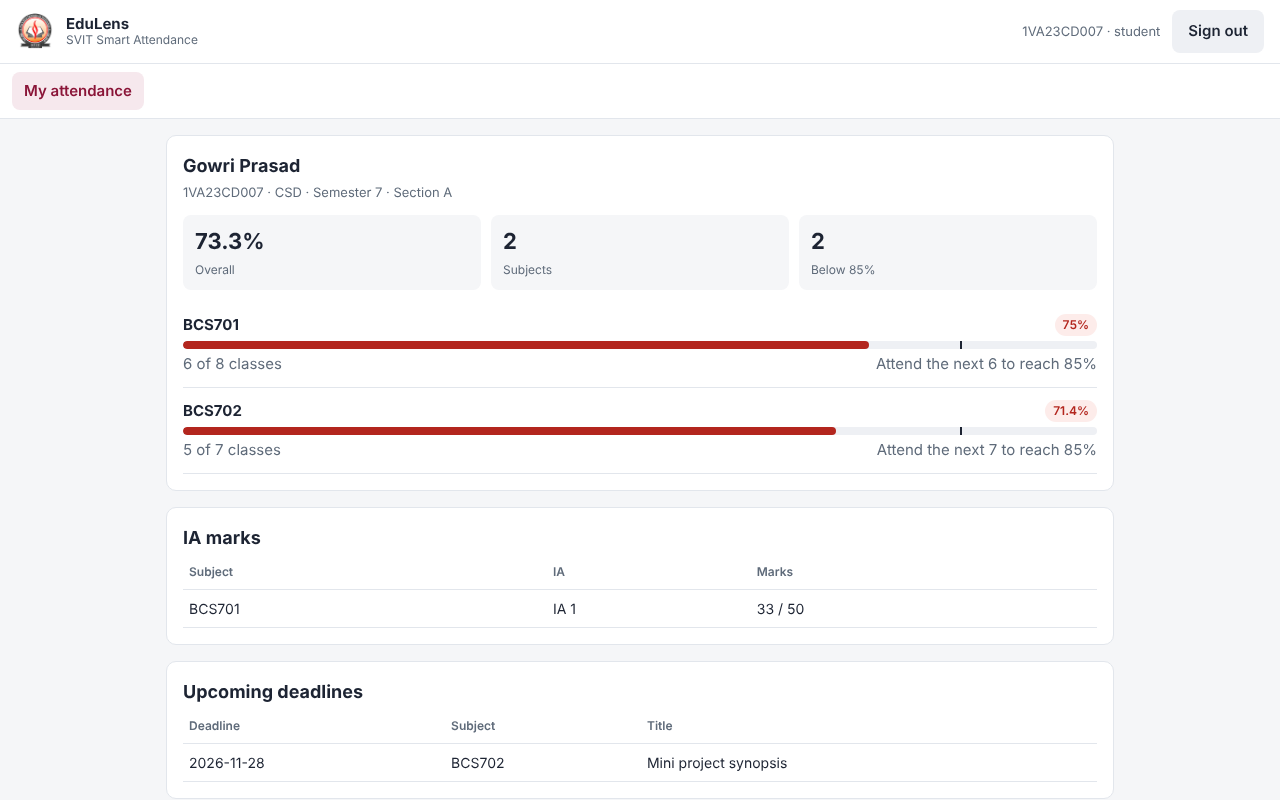 EduLens
SVIT Smart Attendance
1VA23CD007 · student
Sign out
My attendance
Gowri Prasad
1VA23CD007 · CSD · Semester 7 · Section A
73.3%
Overall
2
Subjects
2
Below 85%
BCS701
75%
6 of 8 classes
Attend the next 6 to reach 85%
BCS702
71.4%
5 of 7 classes
Attend the next 7 to reach 85%
IA marks
Subject IA Marks
BCS701 IA 1 33 / 50
Upcoming deadlines
Deadline Subject Title
2026-11-28 BCS702 Mini project synopsis